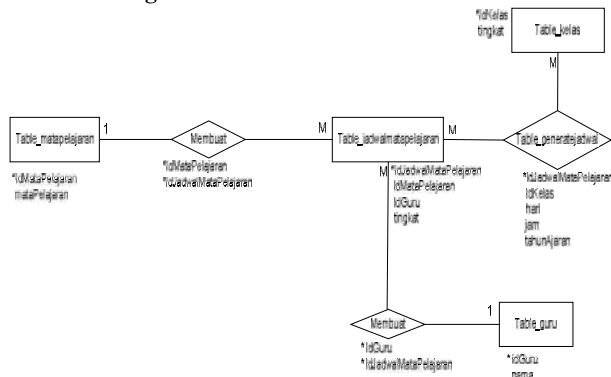 *idKelas
tingkat
Table_kelas
M
Table_matapelajaran
1
Membuat
M
Table_jadwalmatapelajaran
M
Table_generatejadwal
*idMataPelajaran
mataPelajaran
*idMataPelajaran
*idJadwalMataPelajaran
M
*idJadwalMataPelajaran
idMataPelajaran
idGuru
tingkat
*idJadwalMataPelajaran
idKelas
hari
jam
tahunAjaran
Membuat
1
Table_guru
*idGuru
*idJadwalMataPelajaran
*idGuru
nama